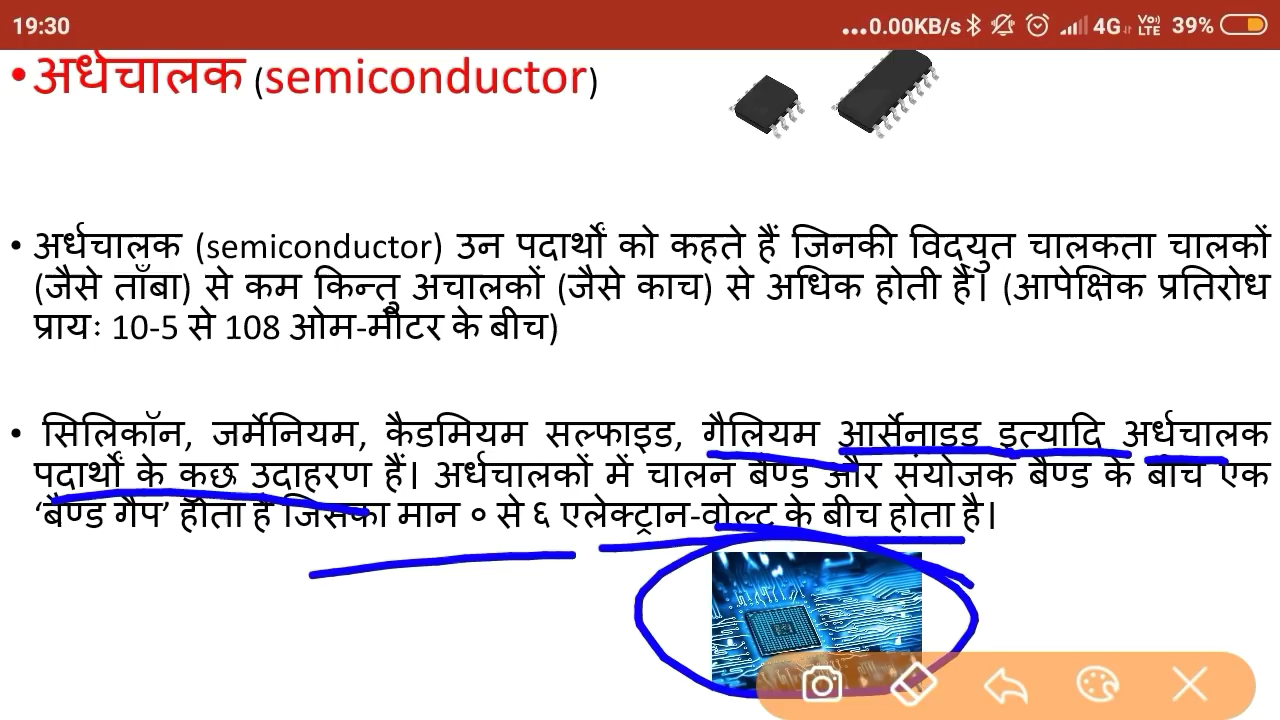 19:30 ...0.00KB/s 4G Vo) LTE 39%
•अर्धचालक (semiconductor)
• अर्धचालक (semiconductor) उन पदार्थों को कहते हैं जिनकी विद्युत चालकता चालकों
(जैसे ताँबा) से कम किन्तु अचालकों (जैसे काच) से अधिक होती है। (आपेक्षिक प्रतिरोध
प्रायः 10-5 से 108 ओम-मीटर के बीच)
• सिलिकॉन, जर्मेनियम, कैडमियम सल्फाइड, गैलियम आर्सेनाइड इत्यादि अर्धचालक
पदार्थों के कुछ उदाहरण हैं। अर्धचालकों में चालन बैण्ड और संयोजक बैण्ड के बीच एक
‘बैण्ड गैप’ होता है जिसका मान ० से ६ एलेक्ट्रान-वोल्ट के बीच होता है।